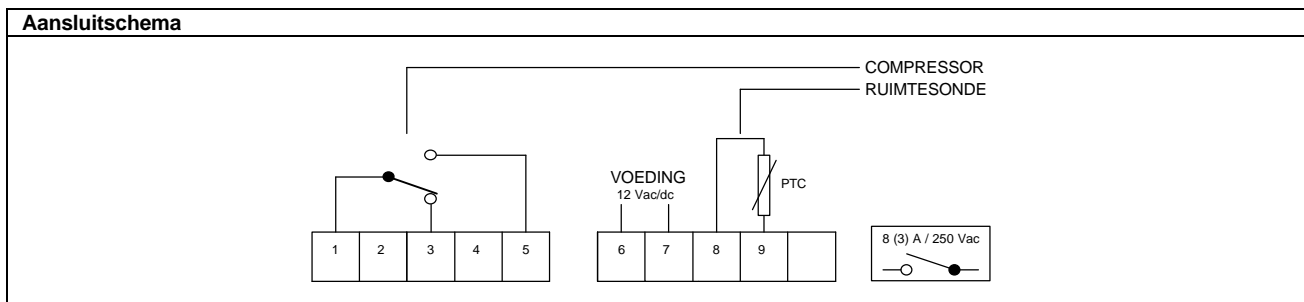 Aansluitschema
COMPRESSOR
RUIMTESONDE
VOEDING
12 Vac/dc
PTC
8 (3) A / 250 Vac
1 2 3 4 5 6 7 8 9